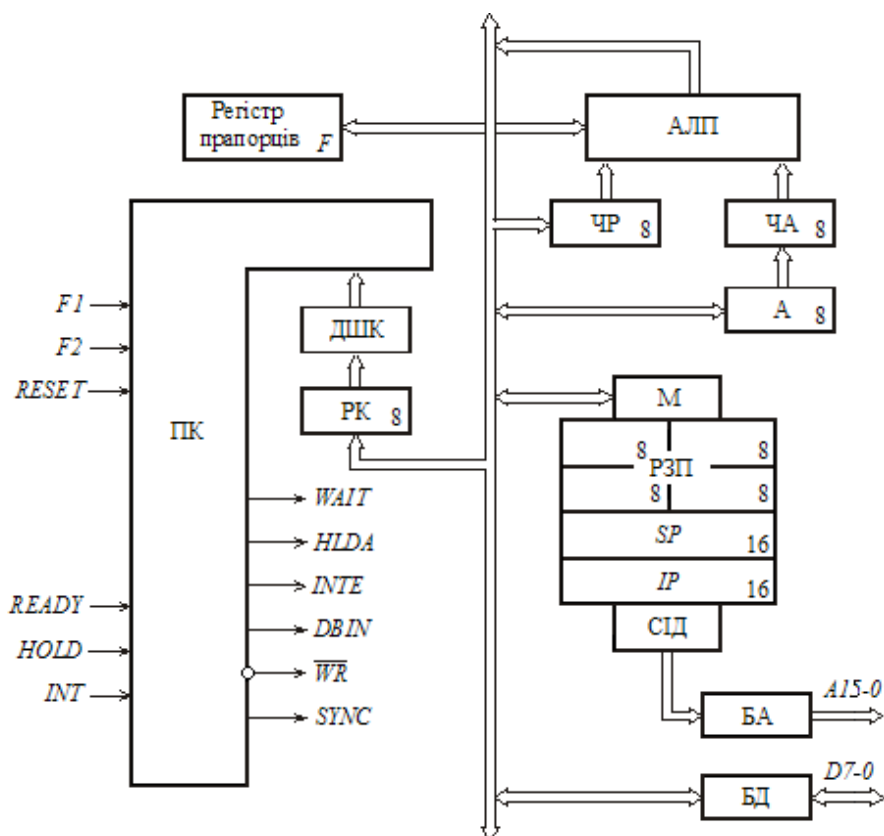 Регістр
прапорців F
АЛП
ЧР 8
ЧА 8
A 8
F1
F2
RESET
ПК
ДШК
РК 8
М
8 8
РЗП
8 8
SP 16
IP 16
СІД
WAIT
HLDA
INTE
DBIN
WR
SYNC
READY
HOLD
INT
БА
A15-0
БД
D7-0